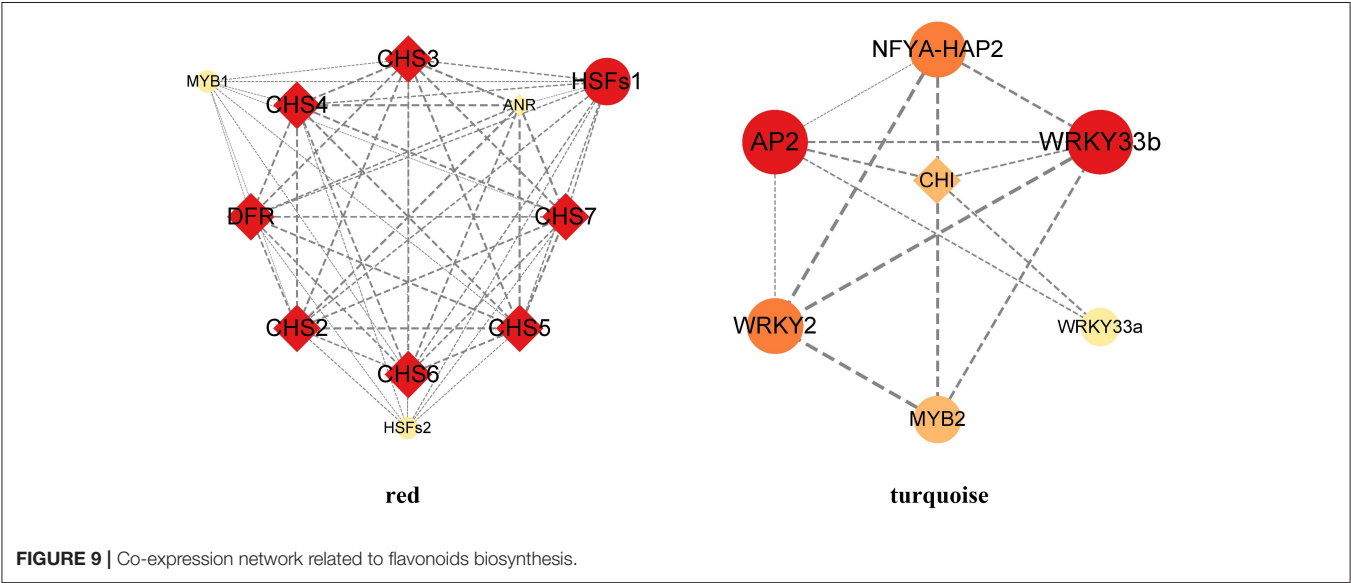 CHS3
MYB1
HSFs1
CHS4
ANR
DFR
CHS7
CHS2
CHS5
CHS6
HSFs2
red
NFYA-HAP2
AP2
WRKY33b
CHI
WRKY2
WRKY33a
MYB2
turquoise
FIGURE 9 | Co-expression network related to flavonoids biosynthesis.